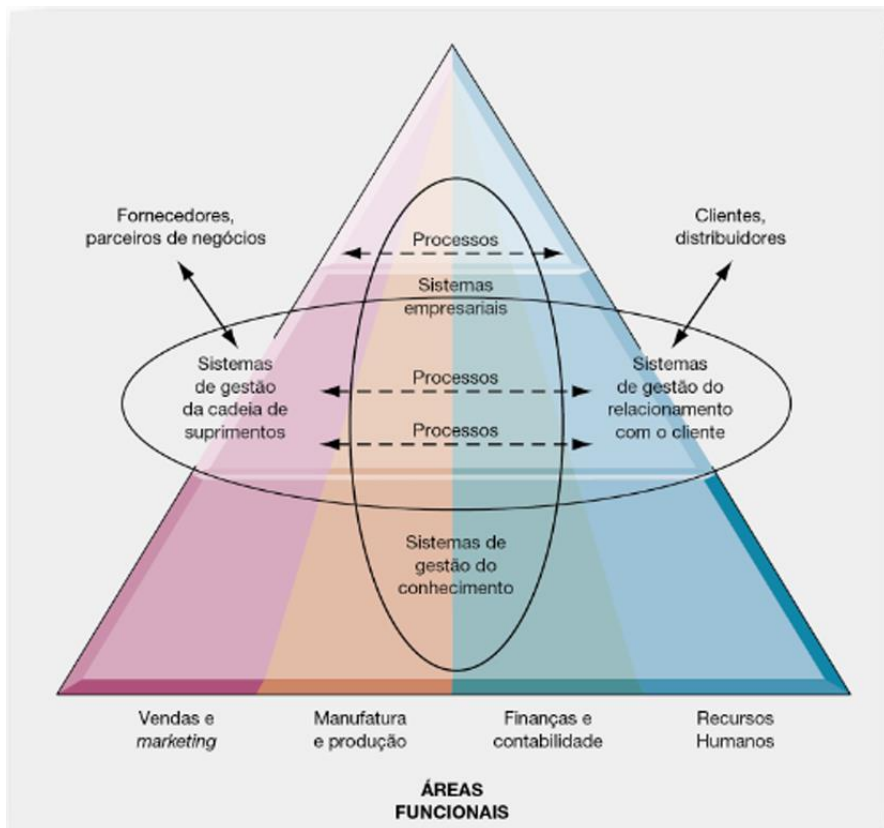 Fornecedores,
parceiros de negócios
Clientes,
distribuidores
Processos
Sistemas
empresariais
Sistemas
de gestão
da cadeia de
suprimentos
Processos
Processos
Sistemas
de gestão do
relacionamento
com o cliente
Sistemas de
gestão do
conhecimento
Vendas e
marketing
Manufatura
e produção
Finanças e
contabilidade
Recursos
Humanos
ÁREAS
FUNCIONAIS